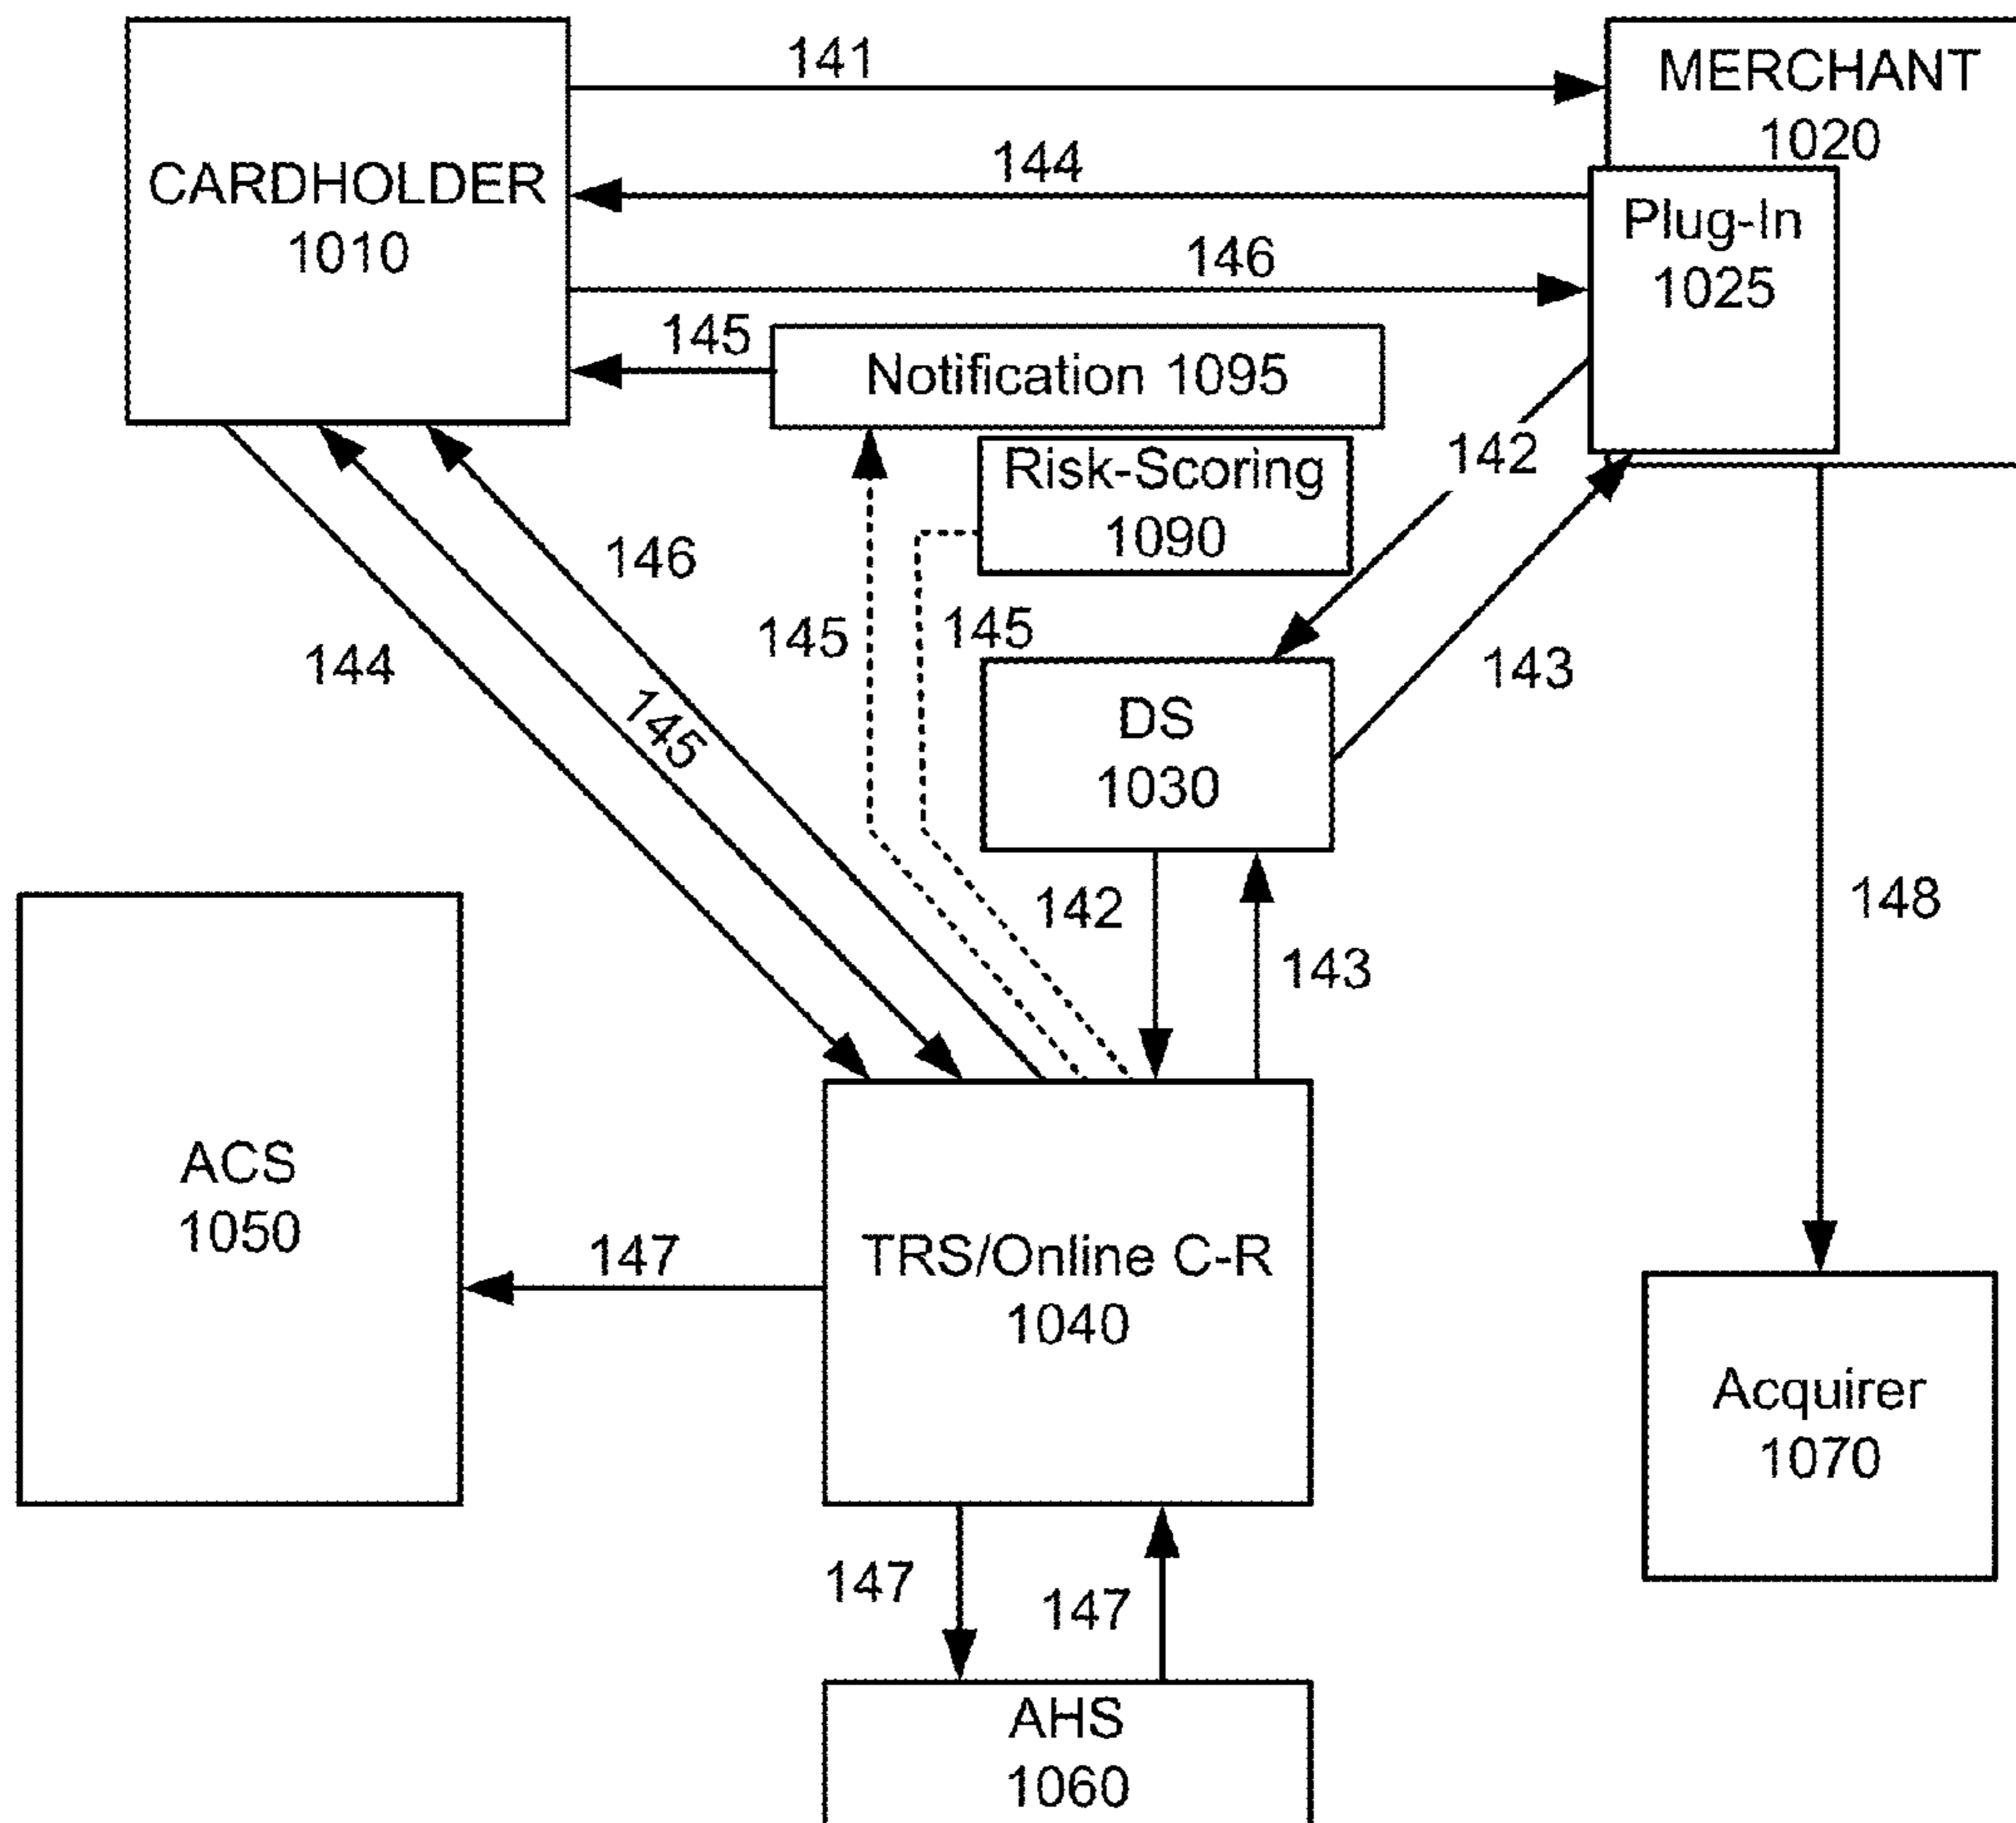 141
MERCHANT
1020
CARDHOLDER
1010
144
Plug-In
1025
146
145
Notification 1095
142
Risk-Scoring
1090
146
144
145
145
145
143
DS
1030
142
143
148
ACS
1050
147
TRS/Online C-R
1040
Acquirer
1070
147
147
AHS
1060